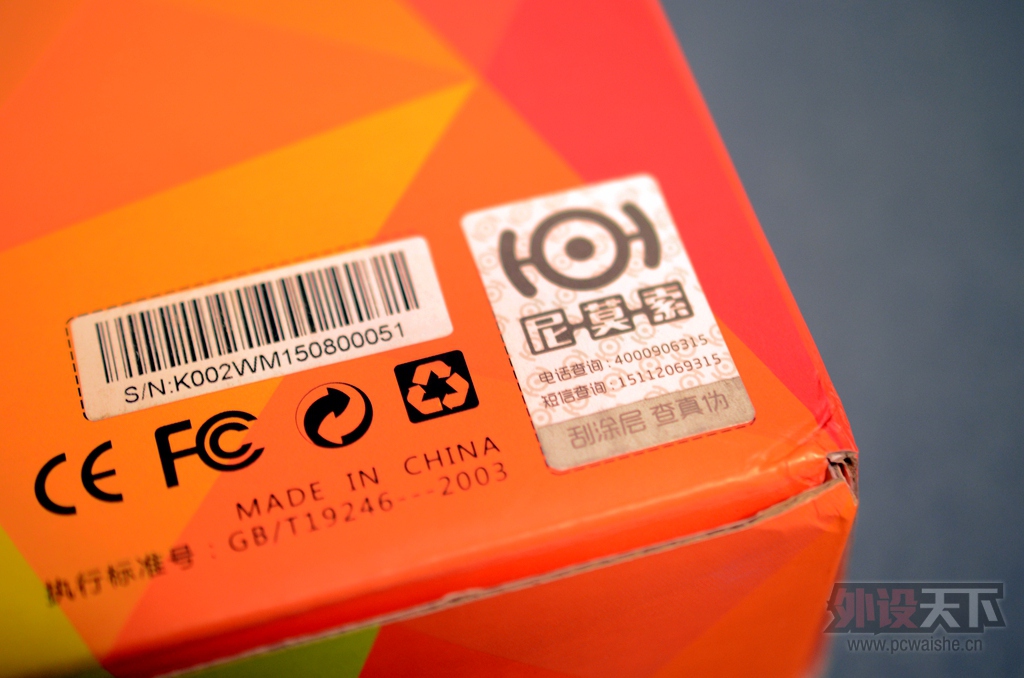 尼·莫·索
电话查询:4000906315
短信查询:15112069315
刮涂层 查真伪
S/N:K002WM150800051
CE FC
MADE IN CHINA
执行标准号:GB/T19246---2003
外设天下
www.pcwaishe.cn